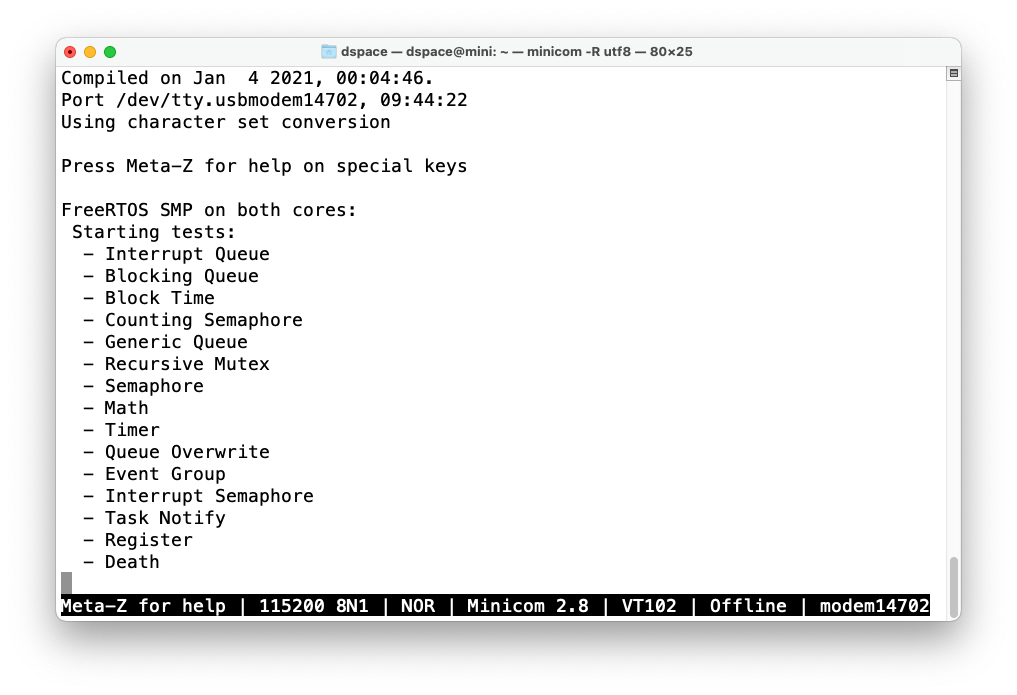 dspace — dspace@mini: ~ — minicom -R utf8 — 80×25
Compiled on Jan  4 2021, 00:04:46.
Port /dev/tty.usbmodem14702, 09:44:22
Using character set conversion
Press Meta-Z for help on special keys
FreeRTOS SMP on both cores:
 Starting tests:
  - Interrupt Queue
  - Blocking Queue
  - Block Time
  - Counting Semaphore
  - Generic Queue
  - Recursive Mutex
  - Semaphore
  - Math
  - Timer
  - Queue Overwrite
  - Event Group
  - Interrupt Semaphore
  - Task Notify
  - Register
  - Death
Meta-Z for help | 115200 8N1 | NOR | Minicom 2.8 | VT102 | Offline | modem14702